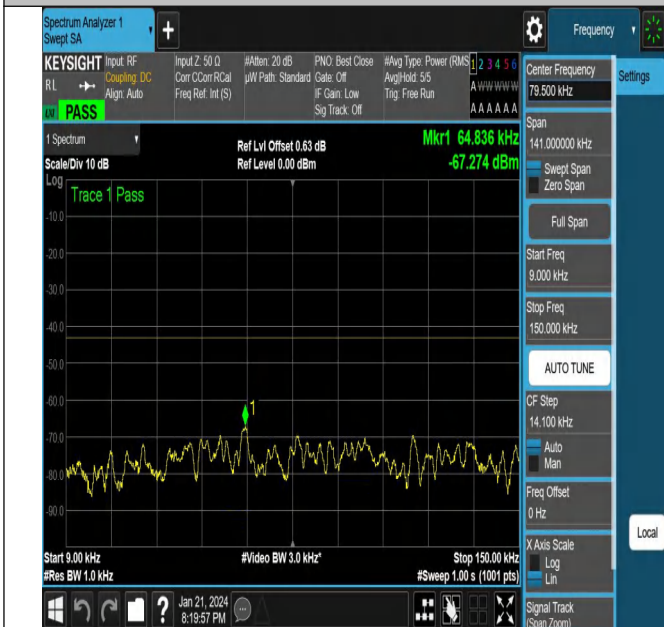 Spectrum Analyzer 1
Swept SA
Frequency
KEYSIGHT
RL
PASS
Input: RF
Coupling: DC
Align: Auto
Input Z: 50 Ω
Corr CCorr RCal
Freq Ref: Int (S)
#Atten: 20 dB
µW Path: Standard
PNO: Best Close
Gate: Off
IF Gain: Low
Sig Track: Off
#Avg Type: Power (RMS
Avg|Hold: 5/5
Trig: Free Run
1 2 3 4 5 6
A W W W W W
A A A A A A
Center Frequency
79.500 kHz
Settings
1 Spectrum
Scale/Div 10 dB
Ref Lvl Offset 0.63 dB
Ref Level 0.00 dBm
Mkr1 64.836 kHz
-67.274 dBm
Span
141.000000 kHz
Swept Span
Zero Span
Full Span
Start Freq
9.000 kHz
Stop Freq
150.000 kHz
AUTO TUNE
CF Step
14.100 kHz
Auto
Man
Freq Offset
0 Hz
X Axis Scale
Log
Lin
Signal Track
(Span Zoom)
Local
Log
Trace 1 Pass
-10.0
-20.0
-30.0
-40.0
-50.0
-60.0
-70.0
-80.0
-90.0
1
Start 9.00 kHz
#Res BW 1.0 kHz
#Video BW 3.0 kHz*
Stop 150.00 kHz
#Sweep 1.00 s (1001 pts)
?
Jan 21, 2024
8:19:57 PM